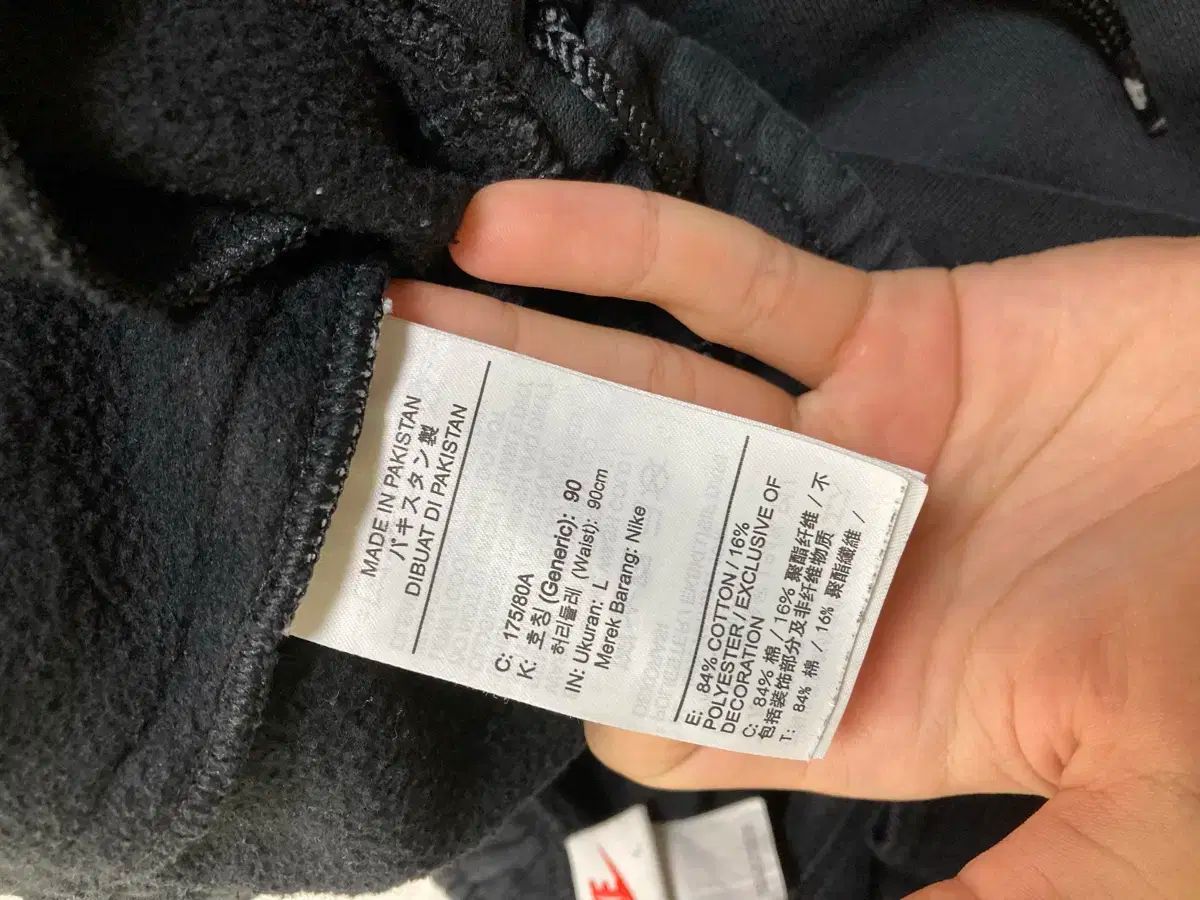 MADE IN PAKISTAN
パキスタン製
DIBUAT DI PAKISTAN
C: 175/80A
K: 호칭 (Generic): 90
허리둘레 (Waist): 90cm
IN: Ukuran: L
Merek Barang: Nike
E: 84% COTTON / 16%
POLYESTER / EXCLUSIVE OF
DECORATION
C: 84% 棉 / 16% 聚酯纤维 / 不
包括装饰部分及非纤维物质
T: 84% 棉 / 16% 聚酯纖維 /